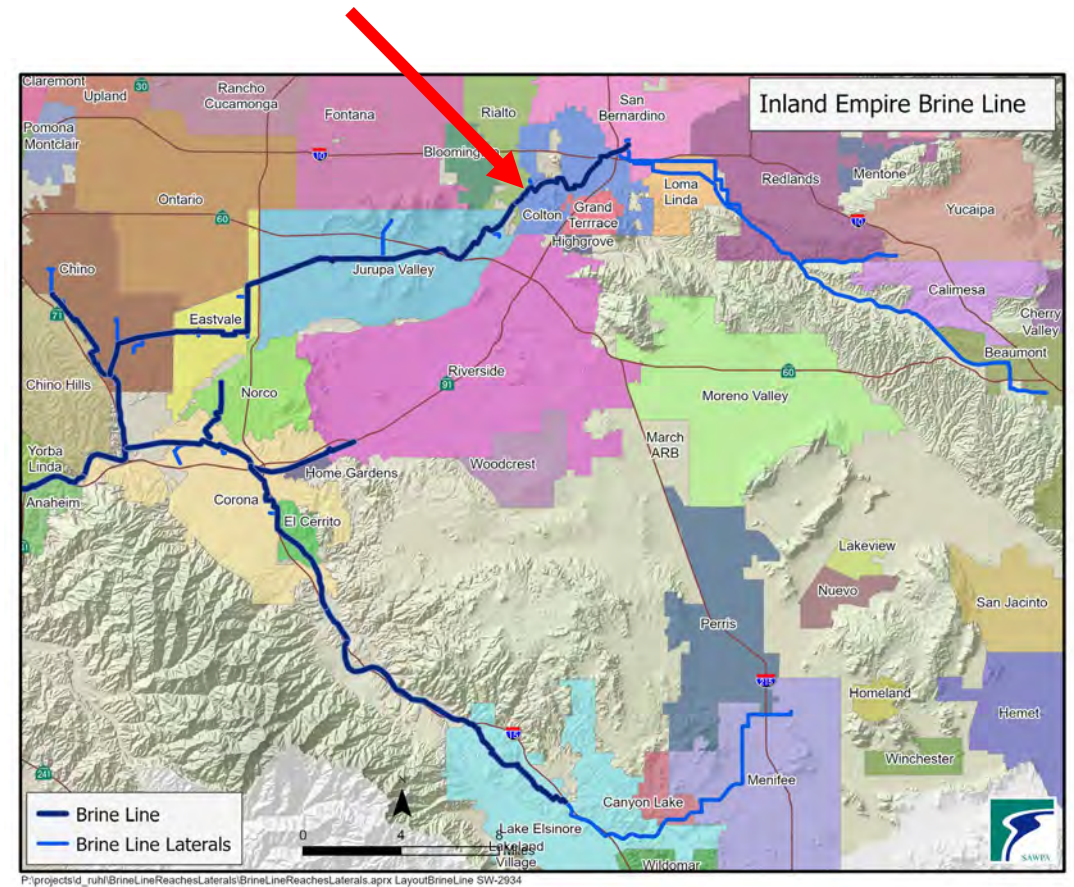 Inland Empire Brine Line
Claremont
Upland
30
Rancho
Cucamonga
Fontana
Rialto
San
Bernardino
Pomona
Montclair
10
Bloomington
Ontario
60
Colton
Grand
Terrrace
Highgrove
Loma
Linda
Redlands
Mentone
10
Yucaipa
Chino
71
Jurupa Valley
Calimesa
Cherry
Valley
Eastvale
Beaumont
Chino Hills
Norco
Riverside
91
60
Moreno Valley
Yorba
Linda
March
ARB
Woodcrest
Home Gardens
Anaheim
Corona
El Cerrito
Lakeview
Nuevo
San Jacinto
Perris
215
Homeland
Hemet
15
Winchester
241
Menifee
Canyon Lake
Lake Elsinore
Lakeland
Village
Wildomar
Brine Line
Brine Line Laterals
N
0 4 8
Miles
SAWPA
P:\projects\d_ruhl\BrineLineReachesLaterals\BrineLineReachesLaterals.aprx LayoutBrineLine SW-2934